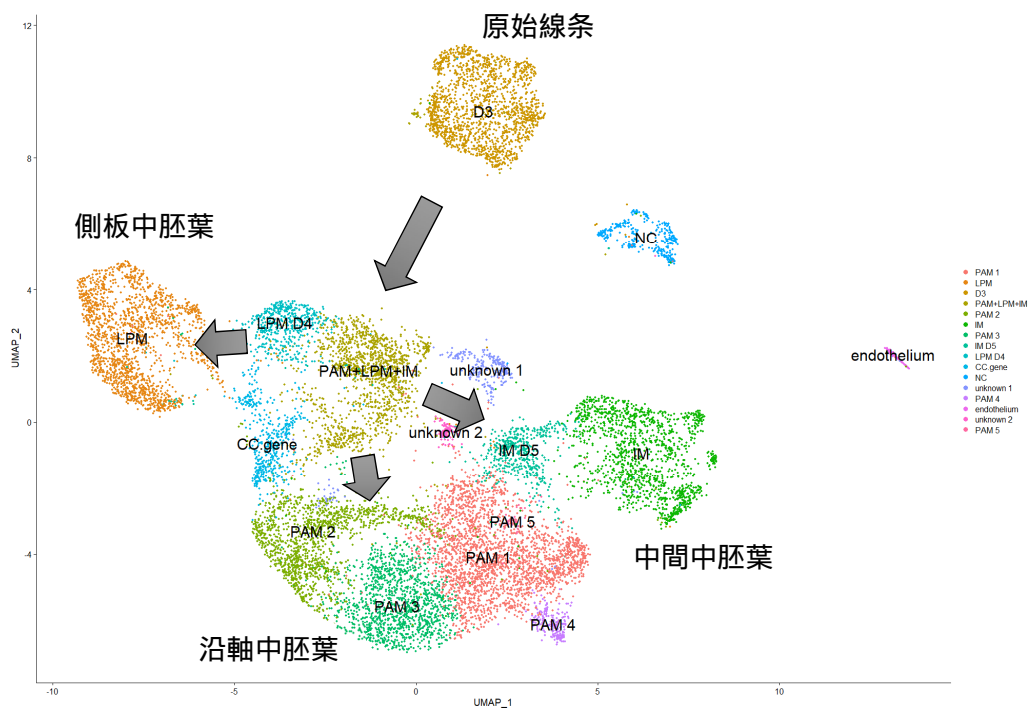 原始線条
12
D3
8
側板中胚葉
NC
4
LPM D4
LPM
endothelium
PAM+LPM+IM
unknown 1
UMAP_2
0
unknown 2
CC gene
IM D5
IM
PAM 2
PAM 5
-4
PAM 1
中間中胚葉
PAM 3
PAM 4
沿軸中胚葉
-10
-5
0
5
10
UMAP_1
PAM 1
LPM
D3
PAM+LPM+IM
PAM 2
IM
PAM 3
IM D5
LPM D4
CC gene
NC
unknown 1
PAM 4
endothelium
unknown 2
PAM 5